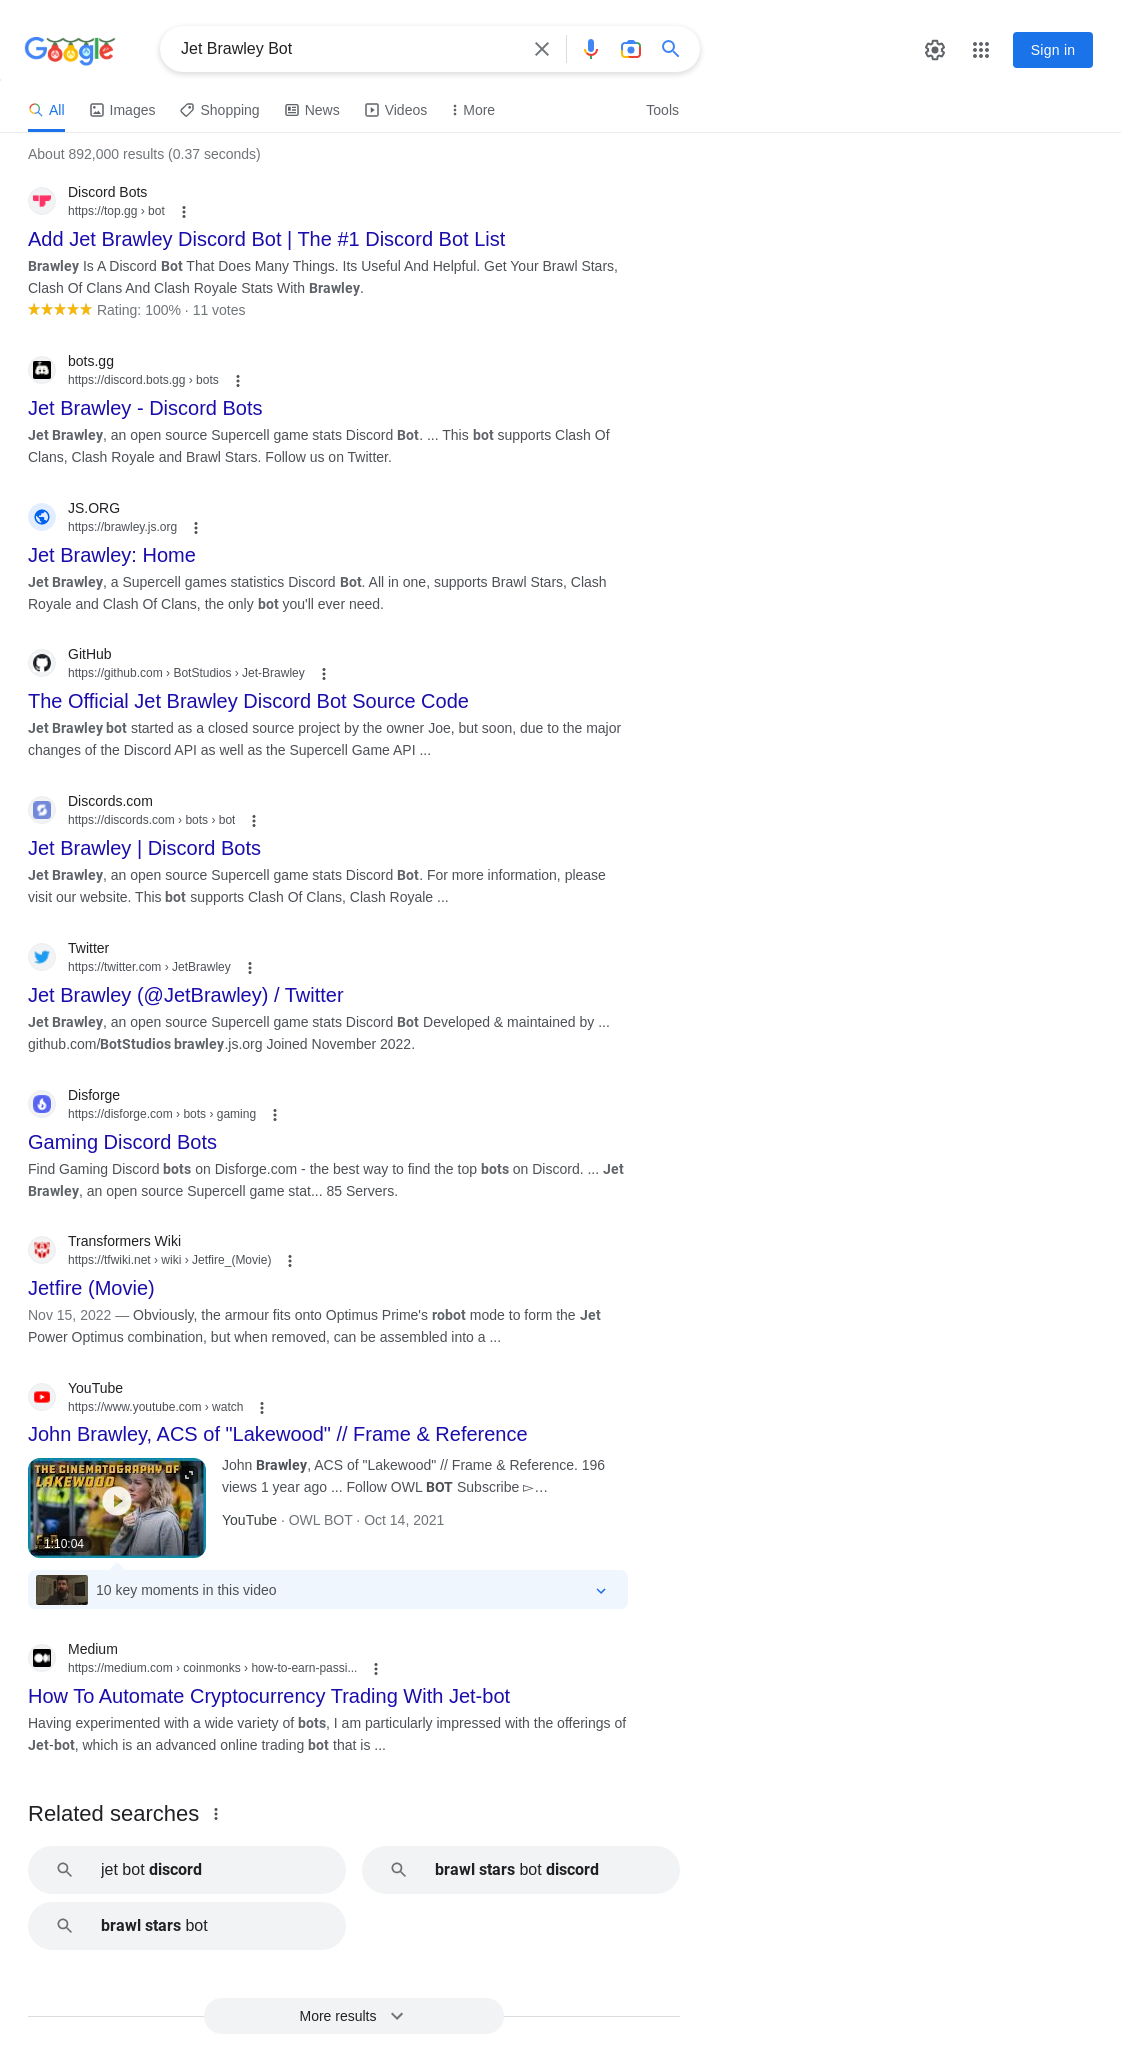 Google
Jet Brawley Bot
Sign in
All Images Shopping News Videos More Tools
About 892,000 results (0.37 seconds)
Discord Bots
https://top.gg › bot
Add Jet Brawley Discord Bot | The #1 Discord Bot List
Brawley Is A Discord Bot That Does Many Things. Its Useful And Helpful. Get Your Brawl Stars,
Clash Of Clans And Clash Royale Stats With Brawley.
Rating: 100% · 11 votes
bots.gg
https://discord.bots.gg › bots
Jet Brawley - Discord Bots
Jet Brawley, an open source Supercell game stats Discord Bot. ... This bot supports Clash Of
Clans, Clash Royale and Brawl Stars. Follow us on Twitter.
JS.ORG
https://brawley.js.org
Jet Brawley: Home
Jet Brawley, a Supercell games statistics Discord Bot. All in one, supports Brawl Stars, Clash
Royale and Clash Of Clans, the only bot you'll ever need.
GitHub
https://github.com › BotStudios › Jet-Brawley
The Official Jet Brawley Discord Bot Source Code
Jet Brawley bot started as a closed source project by the owner Joe, but soon, due to the major
changes of the Discord API as well as the Supercell Game API ...
Discords.com
https://discords.com › bots › bot
Jet Brawley | Discord Bots
Jet Brawley, an open source Supercell game stats Discord Bot. For more information, please
visit our website. This bot supports Clash Of Clans, Clash Royale ...
Twitter
https://twitter.com › JetBrawley
Jet Brawley (@JetBrawley) / Twitter
Jet Brawley, an open source Supercell game stats Discord Bot Developed & maintained by ...
github.com/BotStudios brawley.js.org Joined November 2022.
Disforge
https://disforge.com › bots › gaming
Gaming Discord Bots
Find Gaming Discord bots on Disforge.com - the best way to find the top bots on Discord. ... Jet
Brawley, an open source Supercell game stat... 85 Servers.
Transformers Wiki
https://tfwiki.net › wiki › Jetfire_(Movie)
Jetfire (Movie)
Nov 15, 2022 — Obviously, the armour fits onto Optimus Prime's robot mode to form the Jet
Power Optimus combination, but when removed, can be assembled into a ...
YouTube
https://www.youtube.com › watch
John Brawley, ACS of "Lakewood" // Frame & Reference
THE CINEMATOGRAPHY OF
LAKEWOOD
1:10:04
John Brawley, ACS of "Lakewood" // Frame & Reference. 196
views 1 year ago ... Follow OWL BOT Subscribe ▻…
YouTube · OWL BOT · Oct 14, 2021
10 key moments in this video
Medium
https://medium.com › coinmonks › how-to-earn-passi...
How To Automate Cryptocurrency Trading With Jet-bot
Having experimented with a wide variety of bots, I am particularly impressed with the offerings of
Jet-bot, which is an advanced online trading bot that is ...
Related searches
jet bot discord
brawl stars bot discord
brawl stars bot
More results